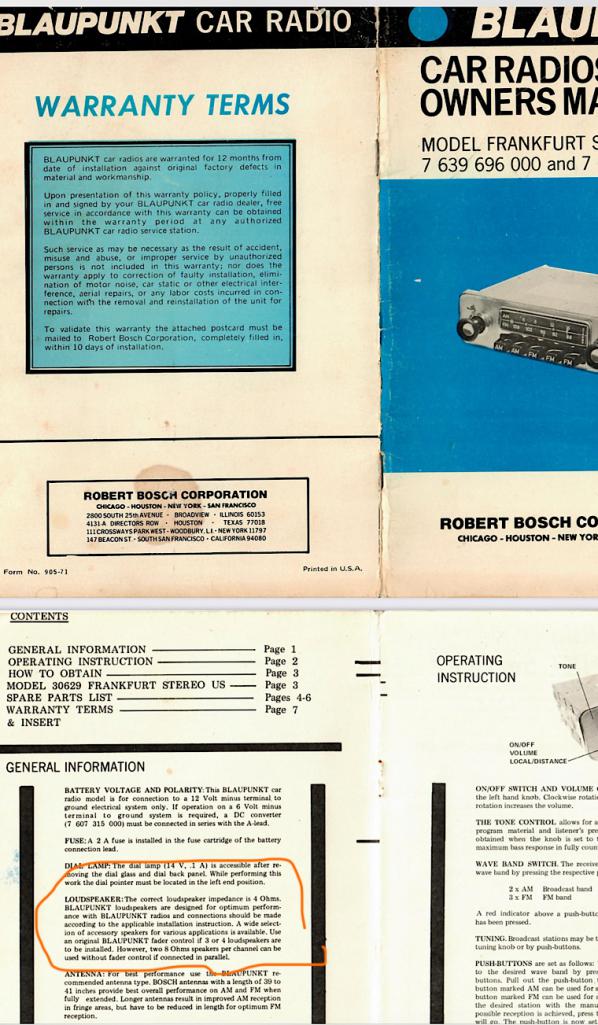 BLAUPUNKT CAR RADIO
WARRANTY TERMS
BLAUPUNKT car radios are warranted for 12 months from
date of installation against original factory defects in
material and workmanship.
Upon presentation of this warranty policy, properly filled
in and signed by your BLAUPUNKT car radio dealer, free
service in accordance with this warranty can be obtained
within the warranty period at any authorized
BLAUPUNKT car radio service station.
Such service as may be necessary as the result of accident,
misuse and abuse, or improper service by unauthorized
persons is not included in this warranty; nor does the
warranty apply to correction of faulty installation, elimi-
nation of motor noise, car static or other electrical inter-
ference, aerial repairs, or any labor costs incurred in con-
nection with the removal and reinstallation of the unit for
repairs.
To validate this warranty the attached postcard must be
mailed to Robert Bosch Corporation, completely filled in,
within 10 days of installation.
ROBERT BOSCH CORPORATION
CHICAGO - HOUSTON - NEW YORK - SAN FRANCISCO
2800 SOUTH 25th AVENUE · BROADVIEW · ILLINOIS 60153
4131-A DIRECTORS ROW · HOUSTON · TEXAS 77018
111 CROSSWAYS PARK WEST - WOODBURY, L.I. - NEW YORK 11797
147 BEACON ST · SOUTH SAN FRANCISCO · CALIFORNIA 94080
Form No. 905-71
Printed in U.S.A.
BLAU
CAR RADIOS
OWNERS MA
MODEL FRANKFURT S
7 639 696 000 and 7
AM
FM
AM AM FM FM FM
ROBERT BOSCH CO
CHICAGO - HOUSTON - NEW YOR
CONTENTS
GENERAL INFORMATION Page 1
OPERATING INSTRUCTION Page 2
HOW TO OBTAIN Page 3
MODEL 30629 FRANKFURT STEREO US Page 3
SPARE PARTS LIST Pages 4-6
WARRANTY TERMS Page 7
& INSERT
GENERAL INFORMATION
BATTERY VOLTAGE AND POLARITY: This BLAUPUNKT car
radio model is for connection to a 12 Volt minus terminal to
ground electrical system only. If operation on a 6 Volt minus
terminal to ground system is required, a DC converter
(7 607 315 000) must be connected in series with the A-lead.
FUSE: A 2 A fuse is installed in the fuse cartridge of the battery
connection lead.
DIAL LAMP: The dial lamp (14 V, .1 A) is accessible after re-
moving the dial glass and dial back panel. While performing this
work the dial pointer must be located in the left end position.
LOUDSPEAKER: The correct loudspeaker impedance is 4 Ohms.
BLAUPUNKT loudspeakers are designed for optimum perform-
ance with BLAUPUNKT radios and connections should be made
according to the applicable installation instruction. A wide selec-
tion of accessory speakers for various applications is available. Use
an original BLAUPUNKT fader control if 3 or 4 loudspeakers are
to be installed. However, two 8 Ohms speakers per channel can be
used without fader control if connected in parallel.
ANTENNA: For best performance use the BLAUPUNKT re-
commended antenna type. BOSCH antennas with a length of 39 to
41 inches provide best overall performance on AM and FM when
fully extended. Longer antennas result in improved AM reception
in fringe areas, but have to be reduced in length for optimum FM
reception.
OPERATING
INSTRUCTION
TONE
ON/OFF
VOLUME
LOCAL/DISTANCE
ON/OFF SWITCH AND VOLUME
the left hand knob. Clockwise rotati
rotation increases the volume.
THE TONE CONTROL allows for a
program material and listener's pre
obtained when the knob is set to
maximum bass response in fully coun
WAVE BAND SWITCH. The receive
wave band by pressing the respective
2 x AM Broadcast band
3 x FM FM band
A red indicator above a push-butto
has been pressed.
TUNING. Broadcast stations may be t
tuning knob or by push-buttons.
PUSH-BUTTONS are set as follows:
to the desired wave band by pres
buttons. Pull out the push-button,
button marked AM can be used for s
button marked FM can be used for s
the desired station with the manua
possible reception is achieved, press t
will go. The push-button is now set